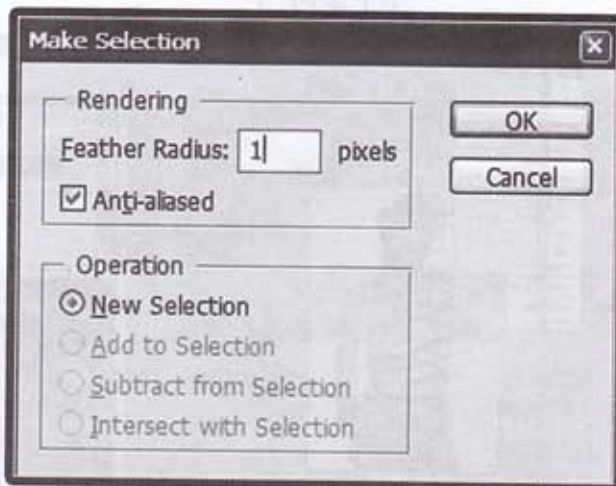 Make Selection
Rendering
Feather Radius: 1 pixels
Anti-aliased
OK
Cancel
Operation
New Selection
Add to Selection
Subtract from Selection
Intersect with Selection